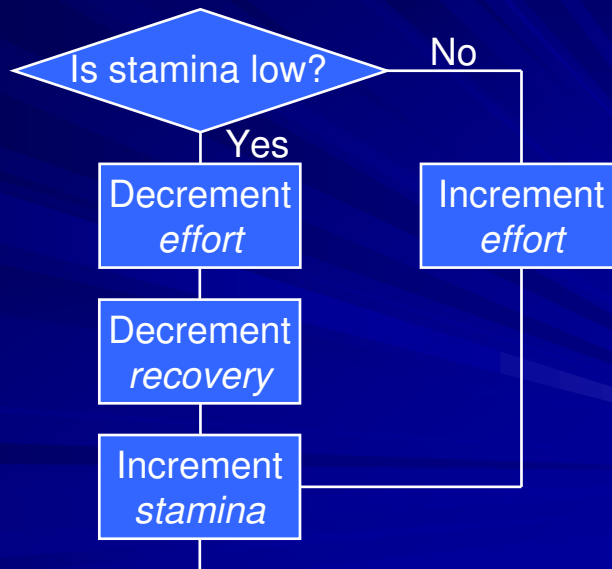 Is stamina low?
No
Yes
Decrement
effort
Increment
effort
Decrement
recovery
Increment
stamina